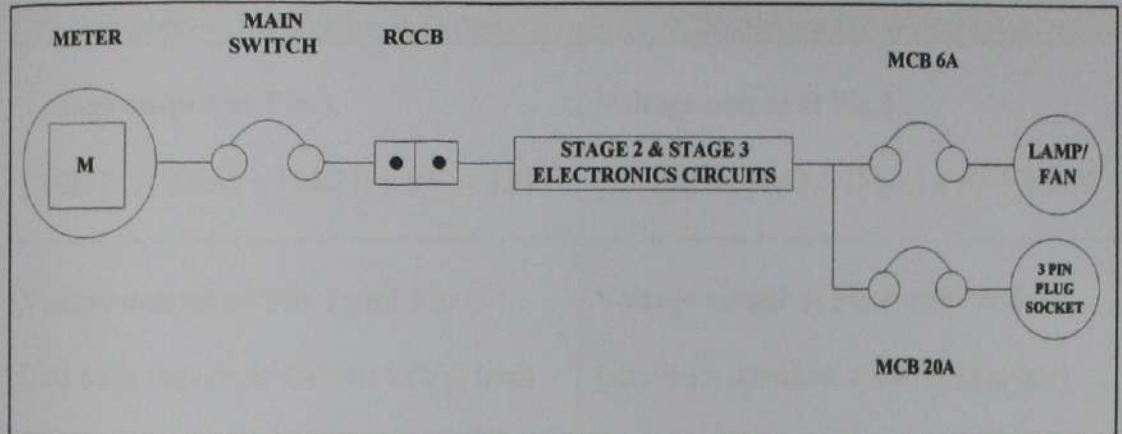 METER
MAIN
SWITCH
RCCB
MCB 6A
M
STAGE 2 & STAGE 3
ELECTRONICS CIRCUITS
LAMP/
FAN
3 PIN
PLUG
SOCKET
MCB 20A